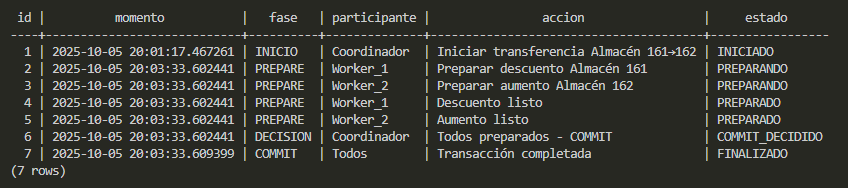 id | momento | fase | participante | accion | estado
----+----------------------------+----------+--------------+------------------------------------+-----------------
1 | 2025-10-05 20:01:17.467261 | INICIO | Coordinador | Iniciar transferencia Almacén 161→162 | INICIADO
2 | 2025-10-05 20:03:33.602441 | PREPARE | Worker_1 | Preparar descuento Almacén 161 | PREPARANDO
3 | 2025-10-05 20:03:33.602441 | PREPARE | Worker_2 | Preparar aumento Almacén 162 | PREPARANDO
4 | 2025-10-05 20:03:33.602441 | PREPARE | Worker_1 | Descuento listo | PREPARADO
5 | 2025-10-05 20:03:33.602441 | PREPARE | Worker_2 | Aumento listo | PREPARADO
6 | 2025-10-05 20:03:33.602441 | DECISION | Coordinador | Todos preparados - COMMIT | COMMIT_DECIDIDO
7 | 2025-10-05 20:03:33.609399 | COMMIT | Todos | Transacción completada | FINALIZADO
(7 rows)